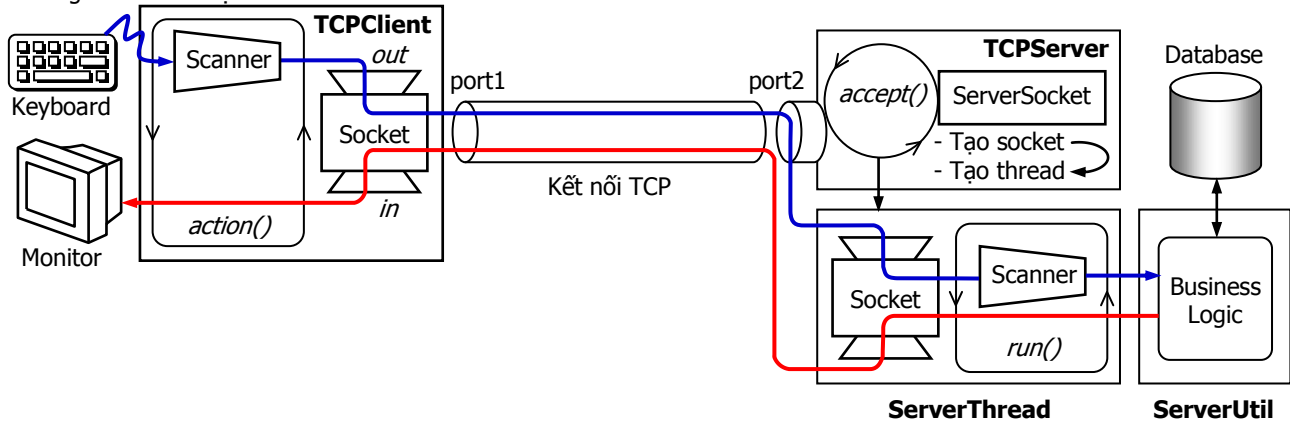 TCPClient
Scanner
out
Keyboard
Socket
in
action()
Monitor
port1
port2
Kết nối TCP
TCPServer
accept()
ServerSocket
- Tạo socket
- Tạo thread
Database
Socket
Scanner
run()
Business
Logic
ServerThread
ServerUtil